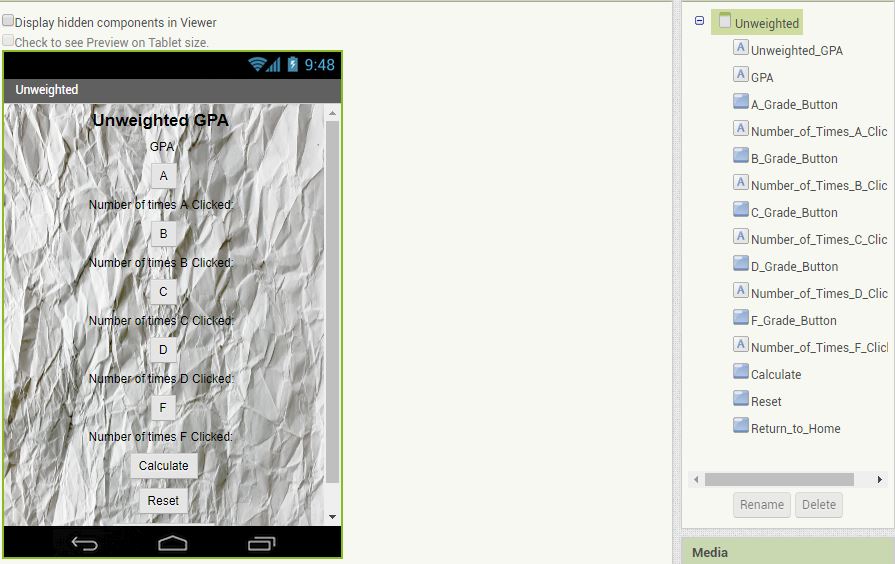 Display hidden components in Viewer
Check to see Preview on Tablet size.
9:48
Unweighted
Unweighted GPA
GPA
A
Number of times A Clicked:
B
Number of times B Clicked:
C
Number of times C Clicked:
D
Number of times D Clicked:
F
Number of times F Clicked:
Calculate
Reset
Unweighted
A Unweighted_GPA
A GPA
A_Grade_Button
A Number_of_Times_A_Clic
B_Grade_Button
A Number_of_Times_B_Clic
C_Grade_Button
A Number_of_Times_C_Clic
D_Grade_Button
A Number_of_Times_D_Clic
F_Grade_Button
A Number_of_Times_F_Clic
Calculate
Reset
Return_to_Home
Rename Delete
Media